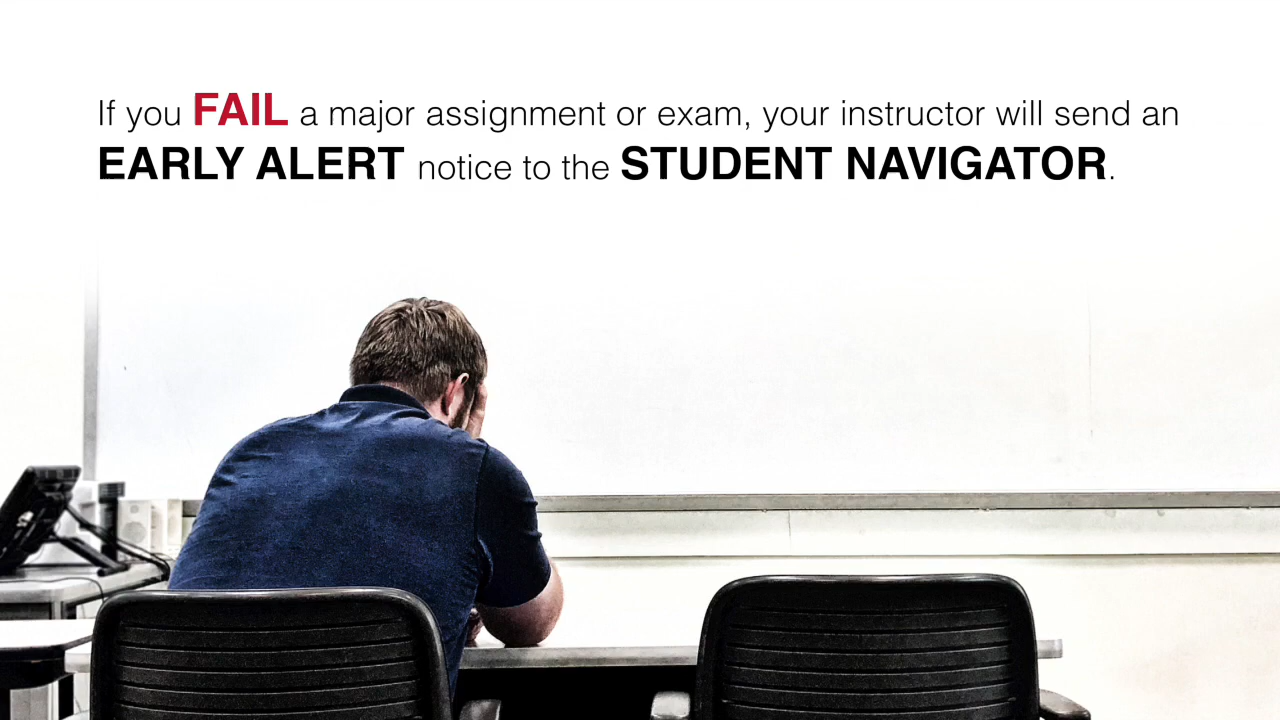 If you FAIL a major assignment or exam, your instructor will send an
EARLY ALERT notice to the STUDENT NAVIGATOR.